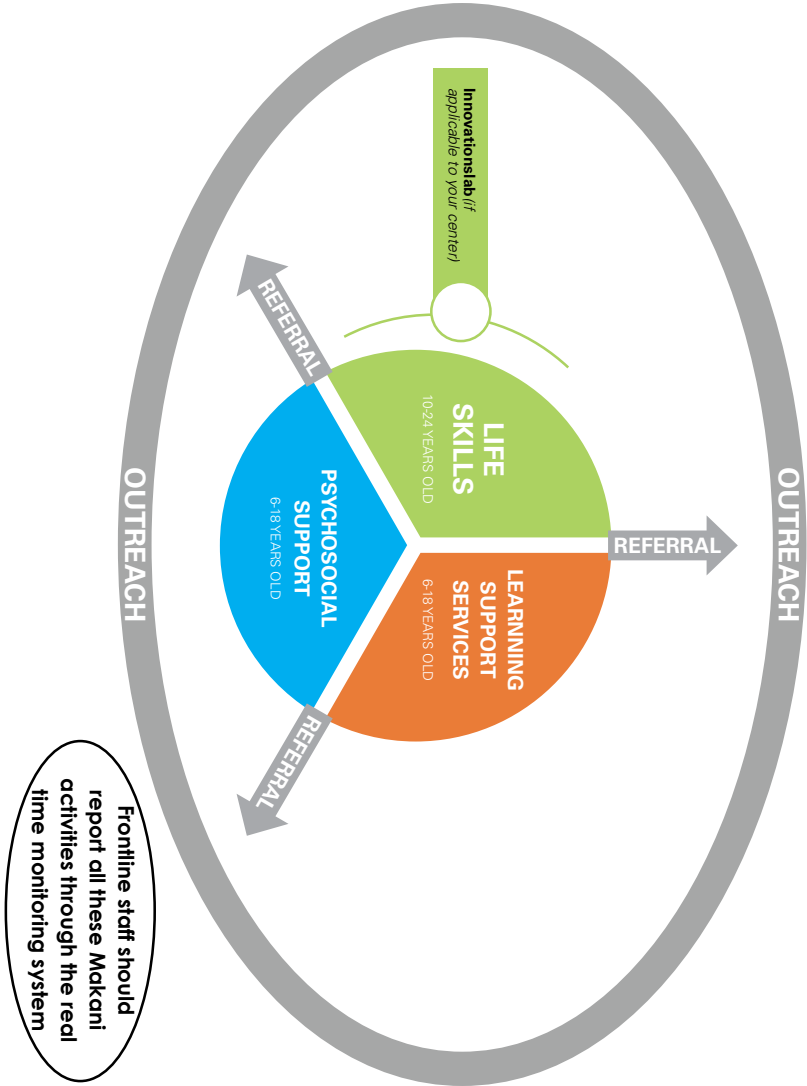 OUTREACH
REFERRAL
Innovationslab (if
applicable to your center)
LIFE
SKILLS
10-24 YEARS OLD
LEARNNING
SUPPORT
SERVICES
6-18 YEARS OLD
PSYCHOSOCIAL
SUPPORT
6-18 YEARS OLD
REFERRAL
REFERRAL
OUTREACH
Frontline staff should
report all these Makani
activities through the real
time monitoring system